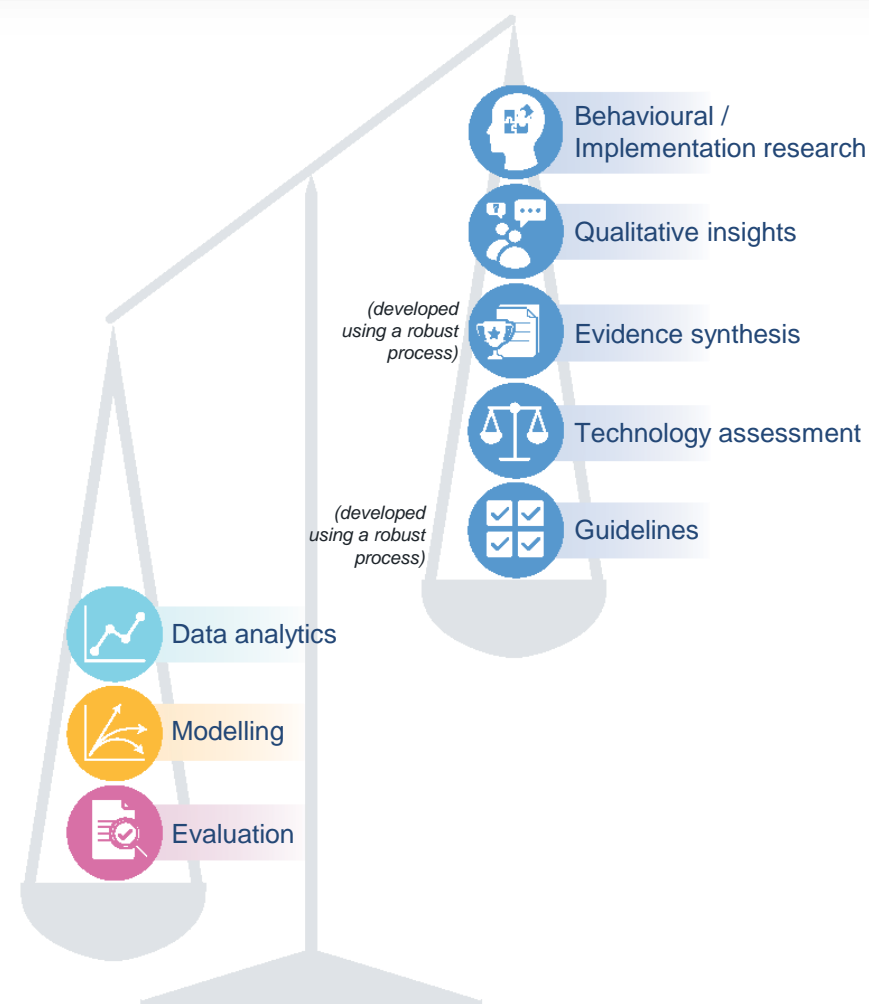 Behavioural /
Implementation research
Qualitative insights
(developed
using a robust
process)
Evidence synthesis
Technology assessment
(developed
using a robust
process)
Guidelines
Data analytics
Modelling
Evaluation